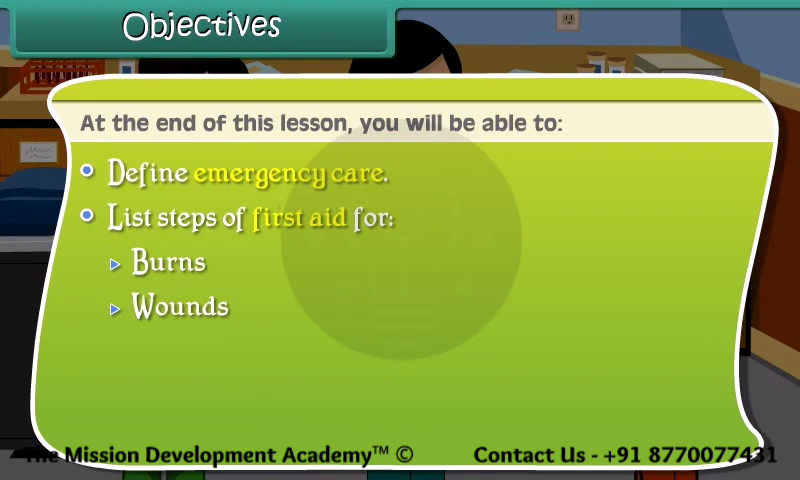 Objectives
At the end of this lesson, you will be able to:
Define emergency care.
List steps of first aid for:
Burns
Wounds
The Mission Development Academy™ © Contact Us - +91 8770077431